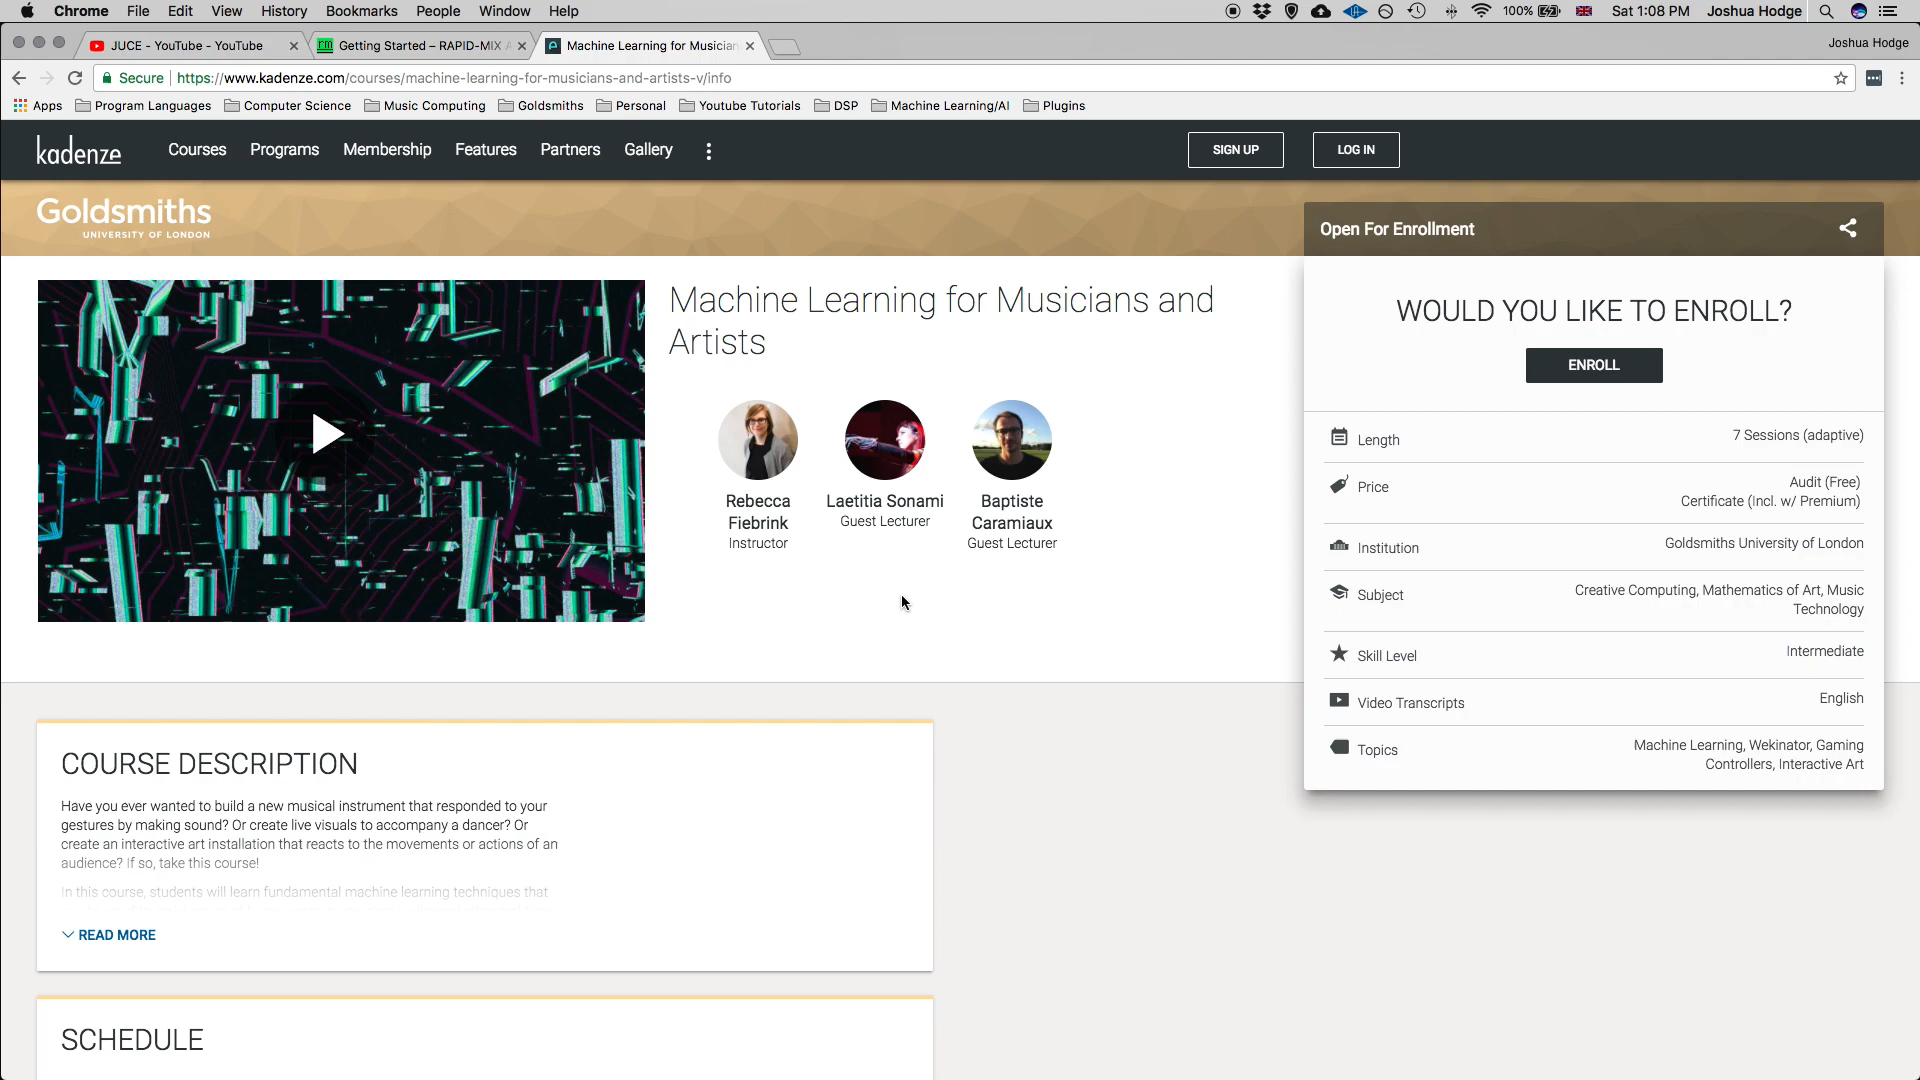 Chrome File Edit View History Bookmarks People Window Help 100% Sat 1:08 PM Joshua Hodge
JUCE - YouTube - YouTube
Getting Started – RAPID-MIX A
Machine Learning for Musician
Joshua Hodge
Secure https://www.kadenze.com/courses/machine-learning-for-musicians-and-artists-v/info
Apps Program Languages Computer Science Music Computing Goldsmiths Personal Youtube Tutorials DSP Machine Learning/AI Plugins
kadenze Courses Programs Membership Features Partners Gallery SIGN UP LOG IN
Goldsmiths
UNIVERSITY OF LONDON
Open For Enrollment
Machine Learning for Musicians and
Artists
Rebecca
Fiebrink
Instructor
Laetitia Sonami
Guest Lecturer
Baptiste
Caramiaux
Guest Lecturer
WOULD YOU LIKE TO ENROLL?
ENROLL
Length 7 Sessions (adaptive)
Price Audit (Free)
Certificate (Incl. w/ Premium)
Institution Goldsmiths University of London
Subject Creative Computing, Mathematics of Art, Music
Technology
Skill Level Intermediate
Video Transcripts English
Topics Machine Learning, Wekinator, Gaming
Controllers, Interactive Art
COURSE DESCRIPTION
Have you ever wanted to build a new musical instrument that responded to your
gestures by making sound? Or create live visuals to accompany a dancer? Or
create an interactive art installation that reacts to the movements or actions of an
audience? If so, take this course!
In this course, students will learn fundamental machine learning techniques that
READ MORE
SCHEDULE